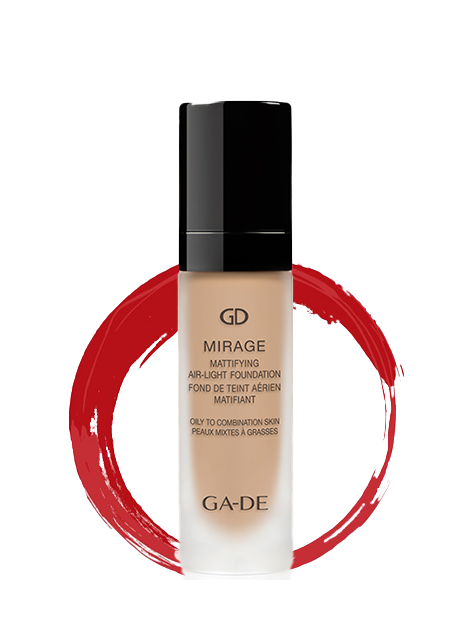 GD
MIRAGE
MATTIFYING
AIR-LIGHT FOUNDATION
FOND DE TEINT AÉRIEN
MATIFIANT
OILY TO COMBINATION SKIN
PEAUX MIXTES À GRASSES
GA-DE